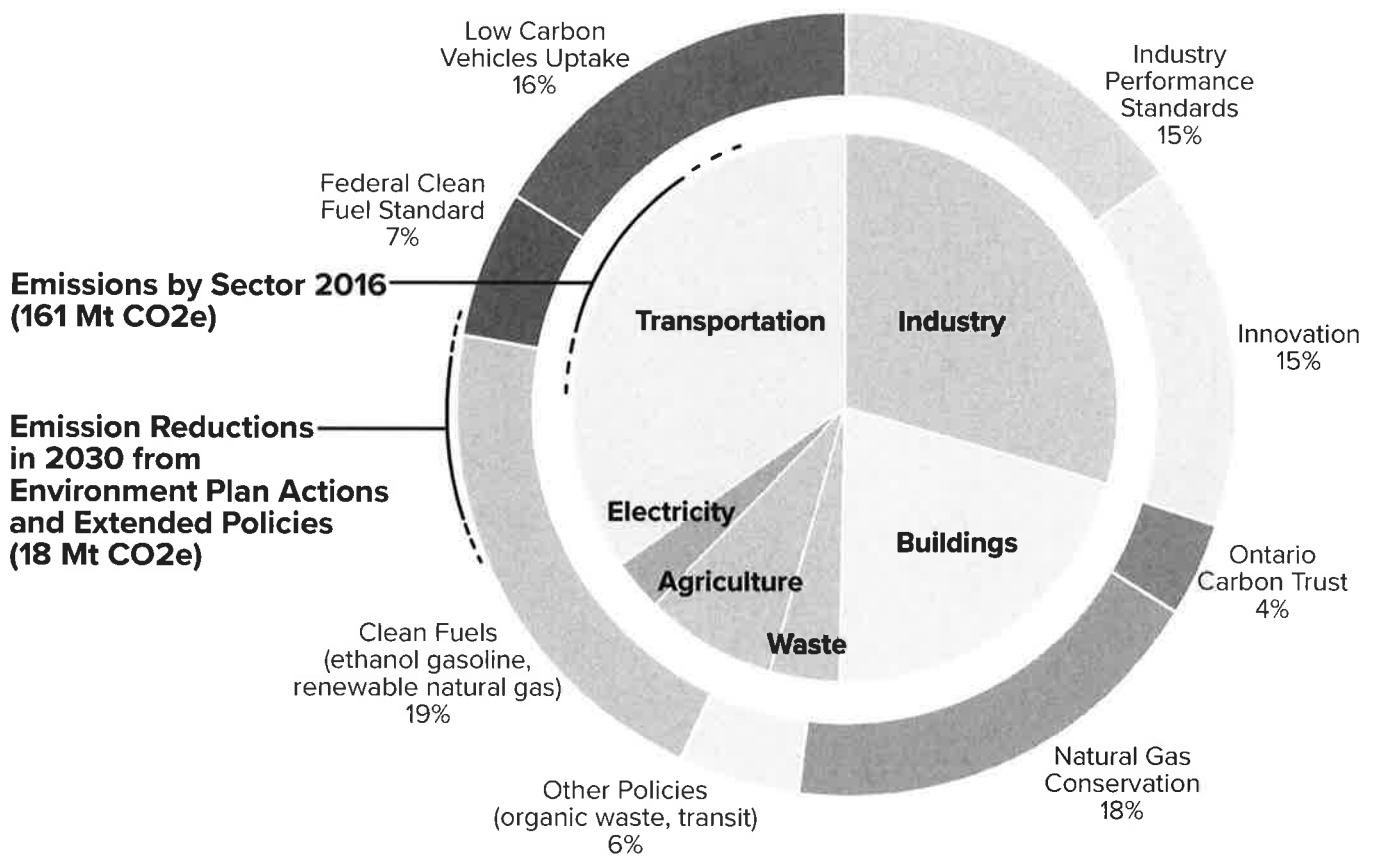 Low Carbon
Vehicles Uptake
16%
Industry
Performance
Standards
15%
Federal Clean
Fuel Standard
7%
Emissions by Sector 2016
(161 Mt CO2e)
Transportation
Industry
Innovation
15%
Emission Reductions
in 2030 from
Environment Plan Actions
and Extended Policies
(18 Mt CO2e)
Electricity
Buildings
Agriculture
Waste
Ontario
Carbon Trust
4%
Clean Fuels
(ethanol gasoline,
renewable natural gas)
19%
Natural Gas
Conservation
18%
Other Policies
(organic waste, transit)
6%